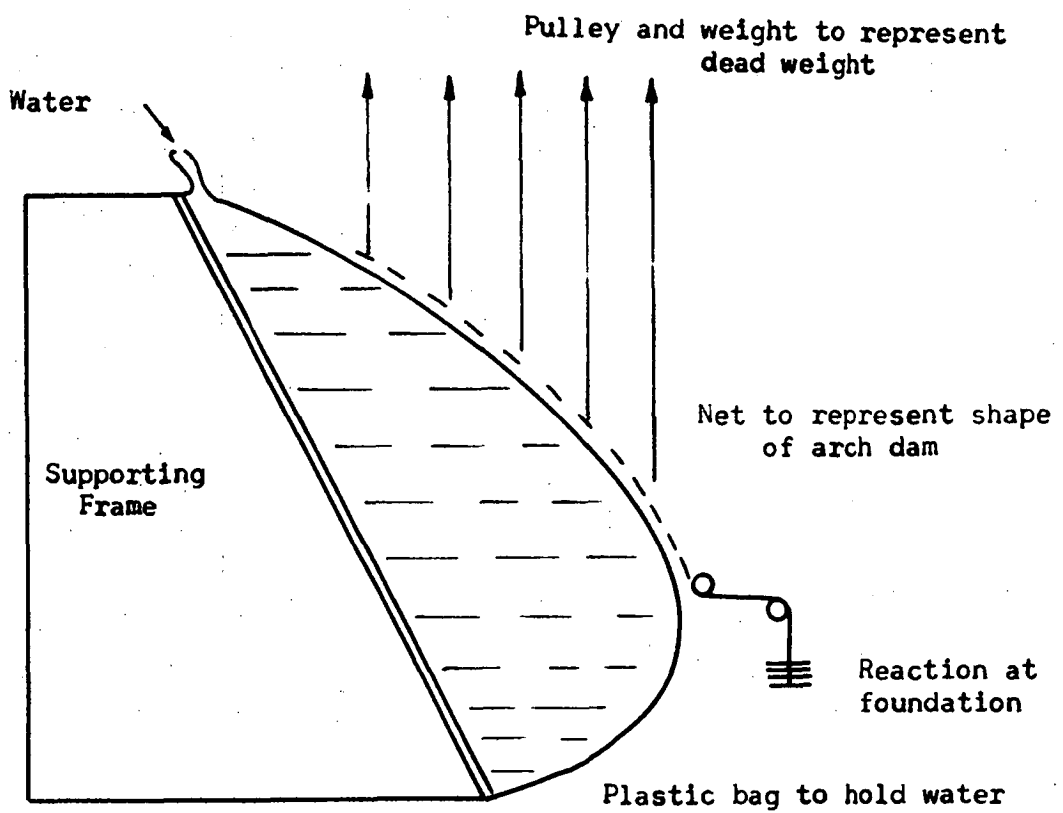 Pulley and weight to represent
dead weight
Water
Net to represent shape
of arch dam
Supporting
Frame
Reaction at
foundation
Plastic bag to hold water